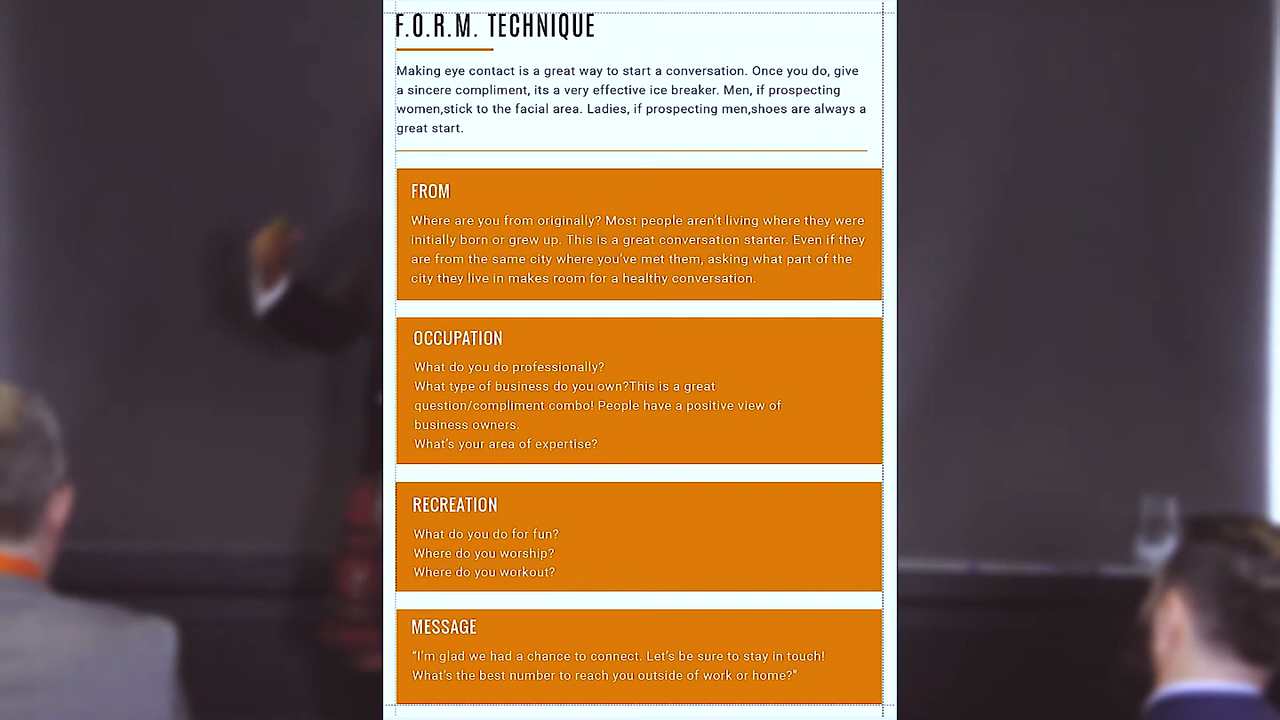 F.O.R.M. TECHNIQUE
Making eye contact is a great way to start a conversation. Once you do, give
a sincere compliment, its a very effective ice breaker. Men, if prospecting
women,stick to the facial area. Ladies, if prospecting men,shoes are always a
great start.
FROM
Where are you from originally? Most people aren't living where they were
initially born or grew up. This is a great conversation starter. Even if they
are from the same city where you've met them, asking what part of the
city they live in makes room for a healthy conversation.
OCCUPATION
What do you do professionally?
What type of business do you own?This is a great
question/compliment combo! People have a positive view of
business owners.
What's your area of expertise?
RECREATION
What do you do for fun?
Where do you worship?
Where do you workout?
MESSAGE
“I'm glad we had a chance to connect. Let's be sure to stay in touch!
What's the best number to reach you outside of work or home?”